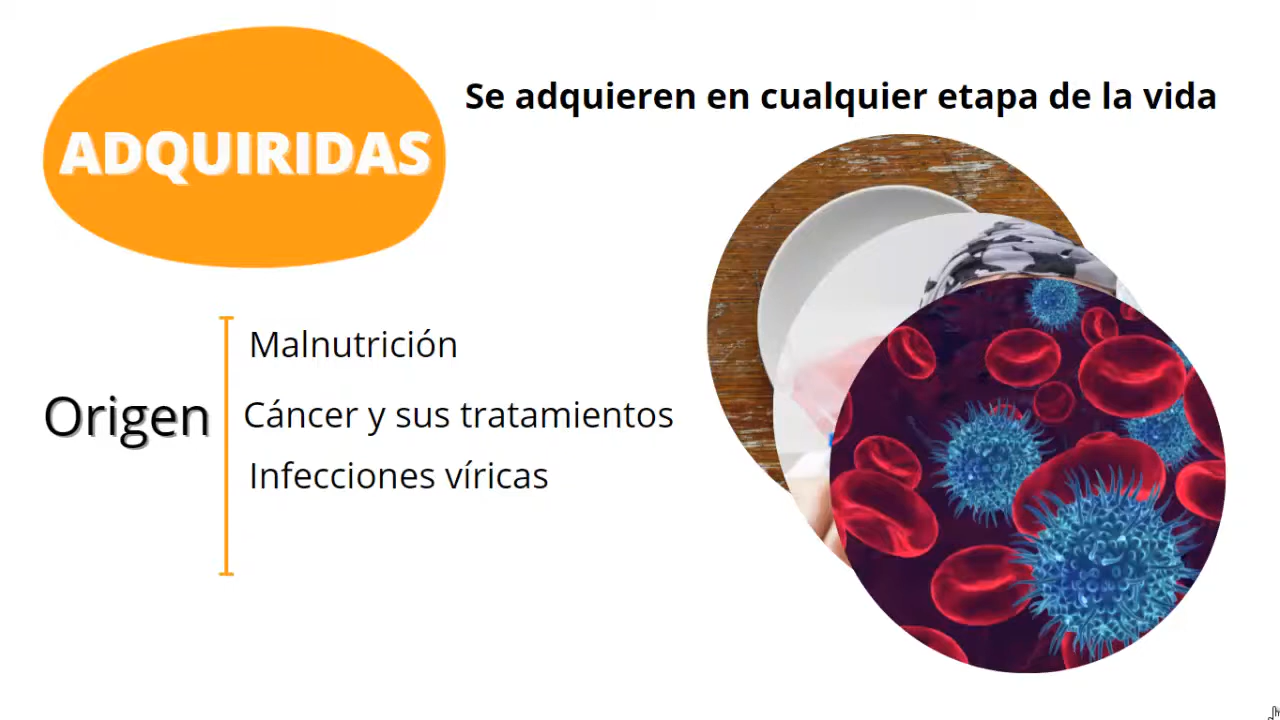 ADQUIRIDAS
Se adquieren en cualquier etapa de la vida
Origen
Malnutrición
Cáncer y sus tratamientos
Infecciones víricas